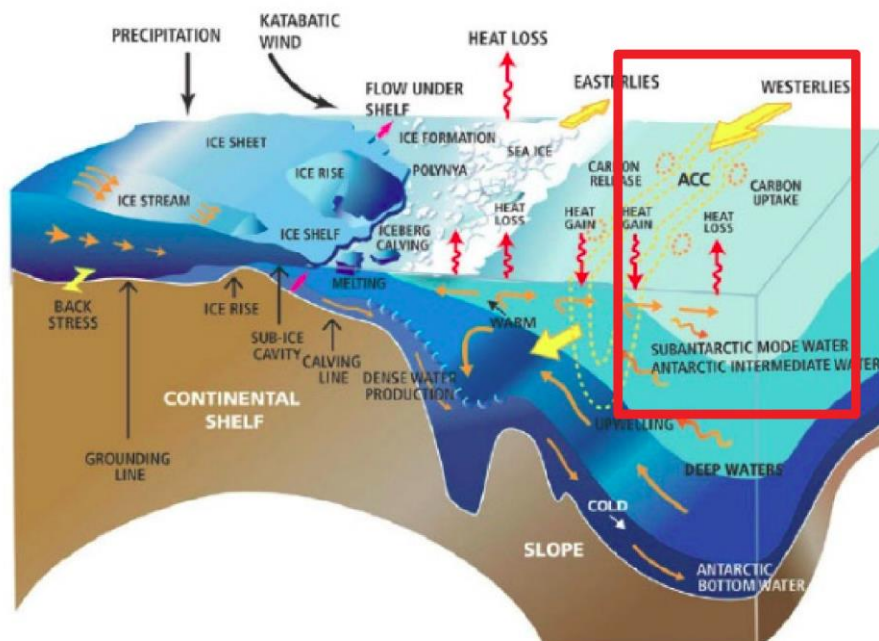 PRECIPITATION
KATABATIC
WIND
HEAT LOSS
EASTERLIES
WESTERLIES
FLOW UNDER
SHELF
ICE SHEET
ICE FORMATION
SEA ICE
ICE RISE
POLYNYA
CARBON
RELEASE
ACC
CARBON
UPTAKE
ICE STREAM
ICE SHELF
ICEBERG
CALVING
HEAT
LOSS
HEAT
GAIN
HEAT
GAIN
HEAT
LOSS
MELTING
BACK
STRESS
ICE RISE
SUB-ICE
CAVITY
CALVING
LINE
WARM
DENSE WATER
PRODUCTION
SUBANTARCTIC MODE WATER
ANTARCTIC INTERMEDIATE WATER
CONTINENTAL
SHELF
UPWELLING
GROUNDING
LINE
DEEP WATERS
COLD
SLOPE
ANTARCTIC
BOTTOM WATER